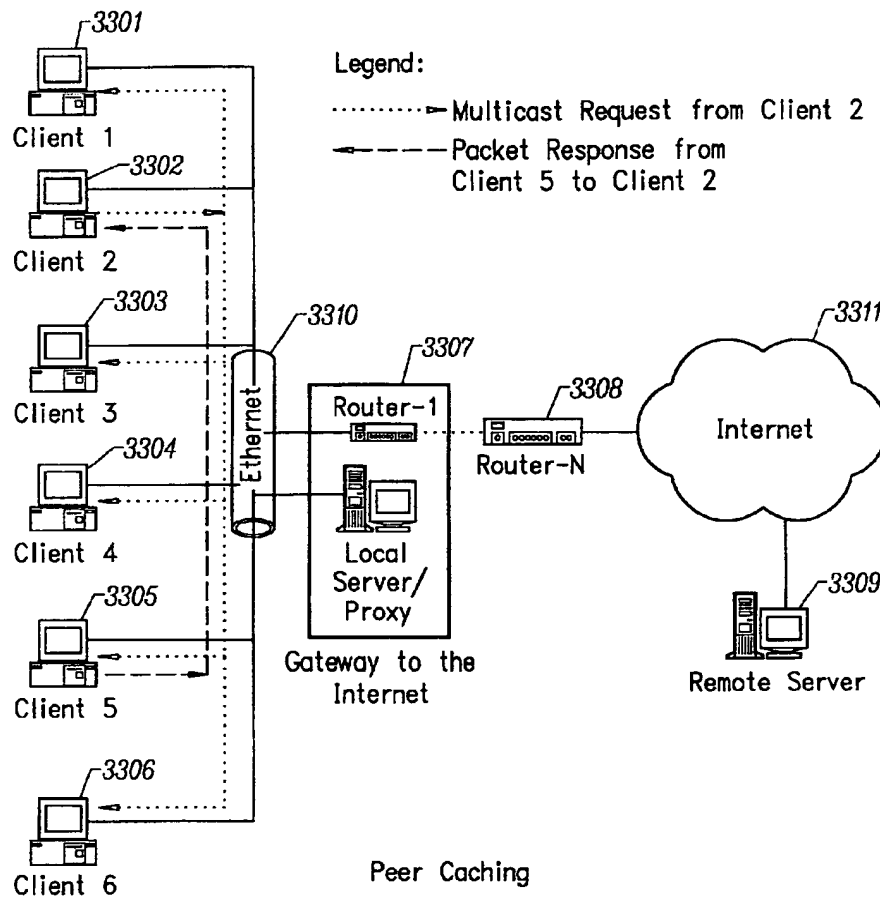 3301
Client 1
Legend:
Multicast Request from Client 2
Packet Response from
Client 5 to Client 2
3302
Client 2
3303
Client 3
3310
Ethernet
3307
Router-1
3308
Router-N
3311
Internet
3304
Client 4
Local
Server/
Proxy
Gateway to the
Internet
3309
Remote Server
3305
Client 5
3306
Client 6
Peer Caching